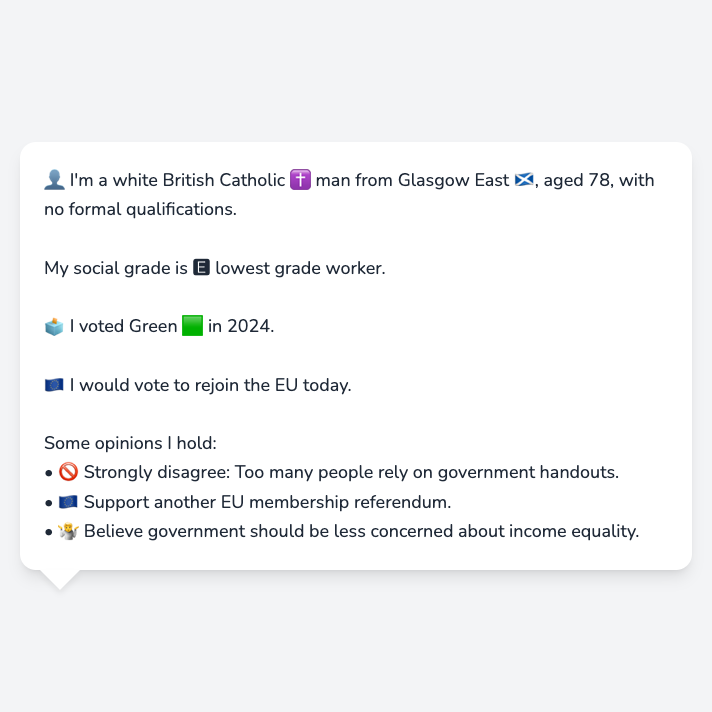 👤 I'm a white British Catholic ✝️ man from Glasgow East 🏴󠁧󠁢󠁳󠁣󠁴󠁿, aged 78, with
no formal qualifications.
My social grade is 🅴 lowest grade worker.
🗳️ I voted Green 🟩 in 2024.
🇪🇺 I would vote to rejoin the EU today.
Some opinions I hold:
• 🚫 Strongly disagree: Too many people rely on government handouts.
• 🇪🇺 Support another EU membership referendum.
• 🤷 Believe government should be less concerned about income equality.